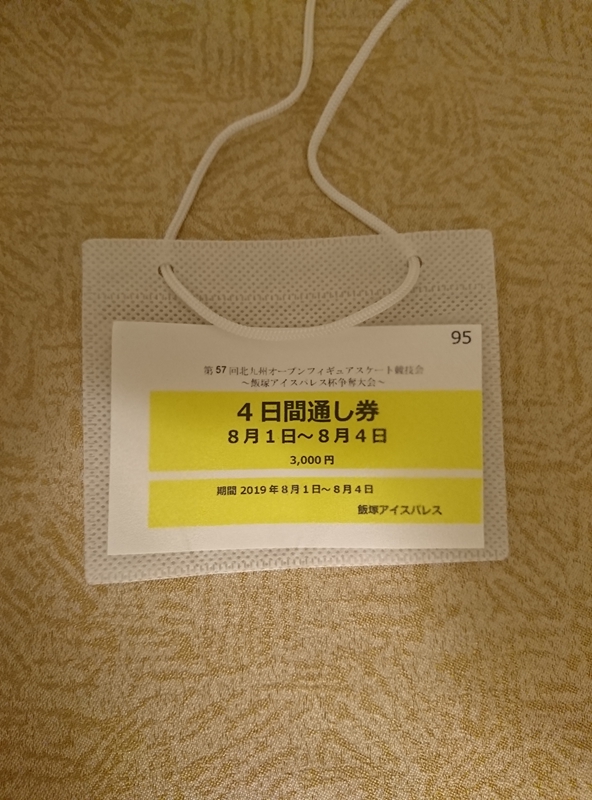 95
第57回北九州オープンフィギュアスケート競技会
～飯塚アイスパレス杯争奪大会～
４日間通し券
８月１日～８月４日
3,000円
期間 2019年８月１日～８月４日
飯塚アイスパレス